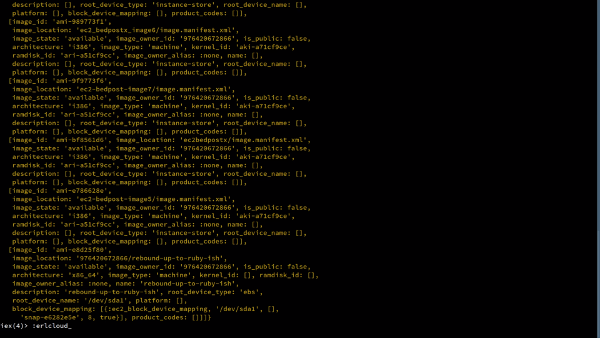 description: [], root_device_type: 'instance-store', root_device_name: [],
platform: [], block_device_mapping: [], product_codes: []],
[image_id: 'ami-989773f1',
image_location: 'ec2_bedpostx_image6/image.manifest.xml',
image_state: 'available', image_owner_id: '976420672866', is_public: false,
architecture: 'i386', image_type: 'machine', kernel_id: 'aki-a71cf9ce',
ramdisk_id: 'ari-a51cf9cc', image_owner_alias: :none, name: [],
description: [], root_device_type: 'instance-store', root_device_name: [],
platform: [], block_device_mapping: [], product_codes: []],
[image_id: 'ami-9f9773f6',
image_location: 'ec2-bedpost-image7/image.manifest.xml',
image_state: 'available', image_owner_id: '976420672866', is_public: false,
architecture: 'i386', image_type: 'machine', kernel_id: 'aki-a71cf9ce',
ramdisk_id: 'ari-a51cf9cc', image_owner_alias: :none, name: [],
description: [], root_device_type: 'instance-store', root_device_name: [],
platform: [], block_device_mapping: [], product_codes: []],
[image_id: 'ami-bf8561d6', image_location: 'ec2bedpostx/image.manifest.xml',
image_state: 'available', image_owner_id: '976420672866', is_public: false,
architecture: 'i386', image_type: 'machine', kernel_id: 'aki-a71cf9ce',
ramdisk_id: 'ari-a51cf9cc', image_owner_alias: :none, name: [],
description: [], root_device_type: 'instance-store', root_device_name: [],
platform: [], block_device_mapping: [], product_codes: []],
[image_id: 'ami-e786628e',
image_location: 'ec2-bedpost-image5/image.manifest.xml',
image_state: 'available', image_owner_id: '976420672866', is_public: false,
architecture: 'i386', image_type: 'machine', kernel_id: 'aki-a71cf9ce',
ramdisk_id: 'ari-a51cf9cc', image_owner_alias: :none, name: [],
description: [], root_device_type: 'instance-store', root_device_name: [],
platform: [], block_device_mapping: [], product_codes: []],
[image_id: 'ami-e8d25f80',
image_location: '976420672866/rebound-up-to-ruby-ish',
image_state: 'available', image_owner_id: '976420672866', is_public: false,
architecture: 'x86_64', image_type: 'machine', kernel_id: [], ramdisk_id: [],
image_owner_alias: :none, name: 'rebound-up-to-ruby-ish',
description: 'rebound-up-to-ruby-ish', root_device_type: 'ebs',
root_device_name: '/dev/sda1', platform: [],
block_device_mapping: [{:ec2_block_device_mapping, '/dev/sda1', [],
'snap-e6282e5e', 8, true}], product_codes: []]]}
iex(4)> :erlcloud_